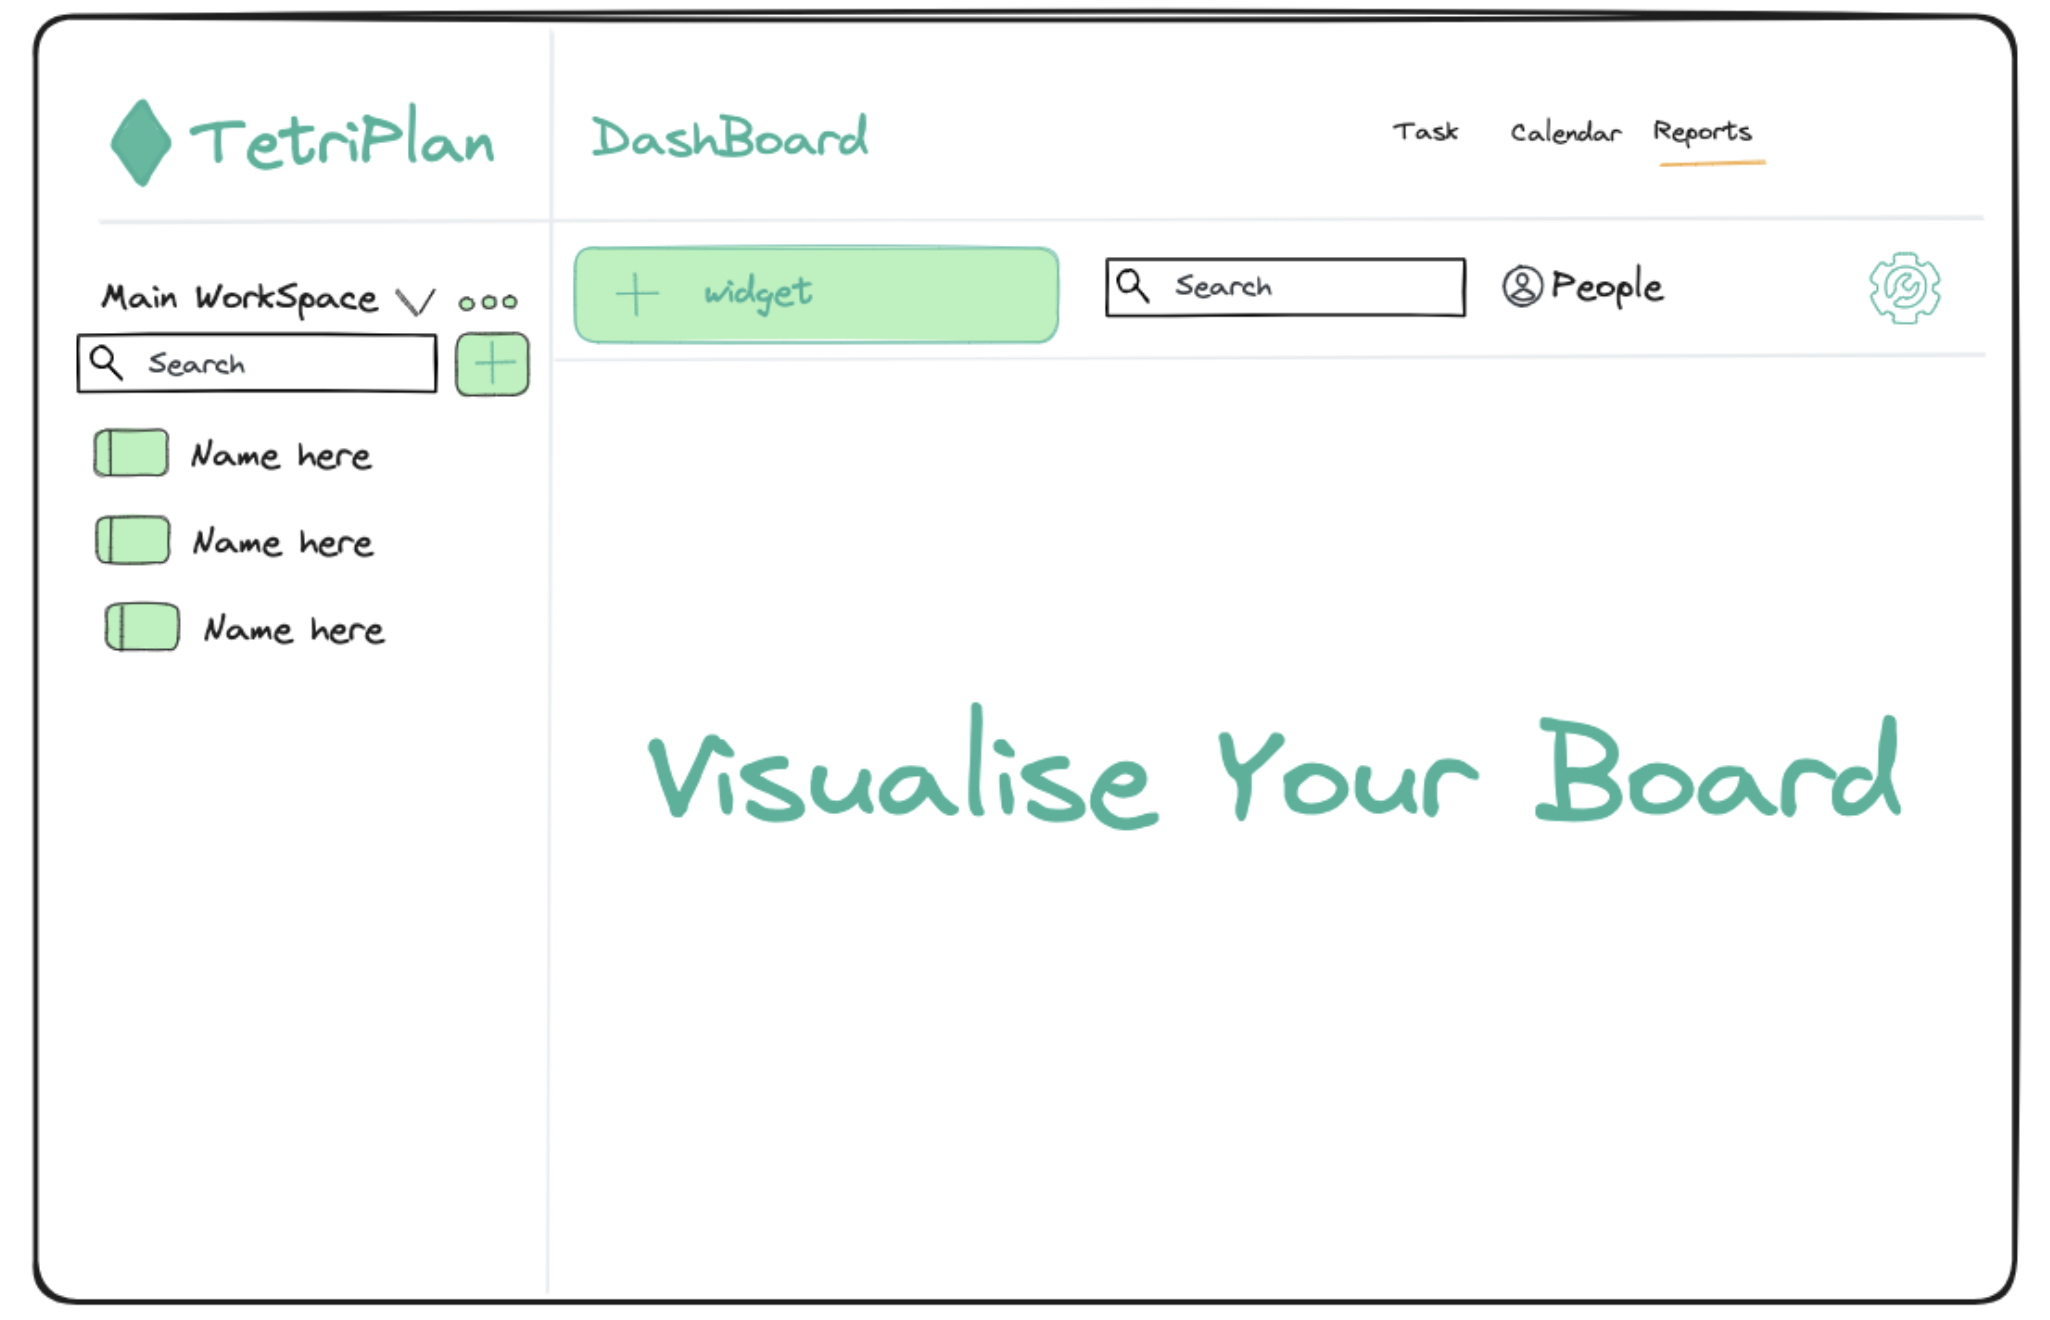 TetriPlan
DashBoard
Task Calendar Reports
Main WorkSpace
widget
Search
People
Search
Name here
Name here
Name here
Visualise Your Board